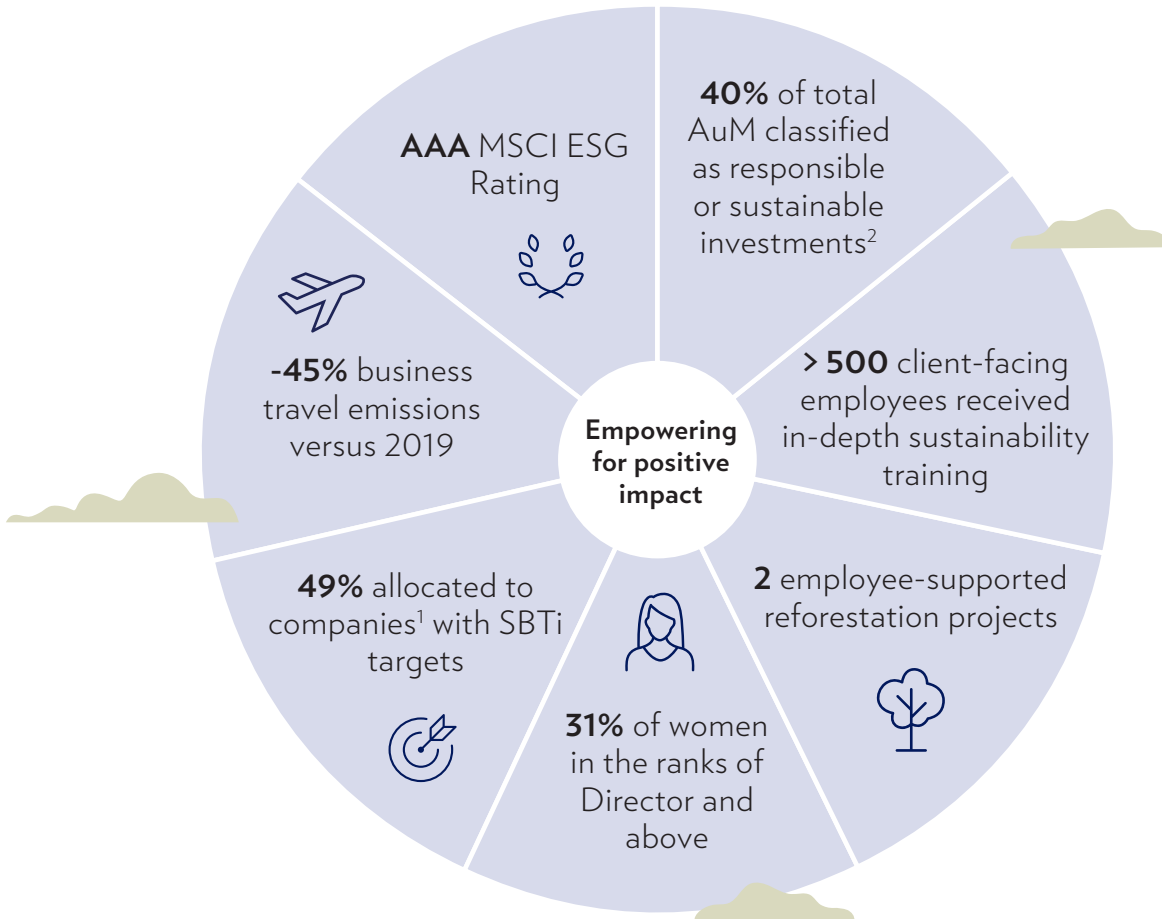 AAA MSCI ESG
Rating
40% of total
AuM classified
as responsible
or sustainable
investments²
> 500 client-facing
employees received
in-depth sustainability
training
2 employee-supported
reforestation projects
31% of women
in the ranks of
Director and
above
49% allocated to
companies¹ with SBTi
targets
-45% business
travel emissions
versus 2019
Empowering
for positive
impact